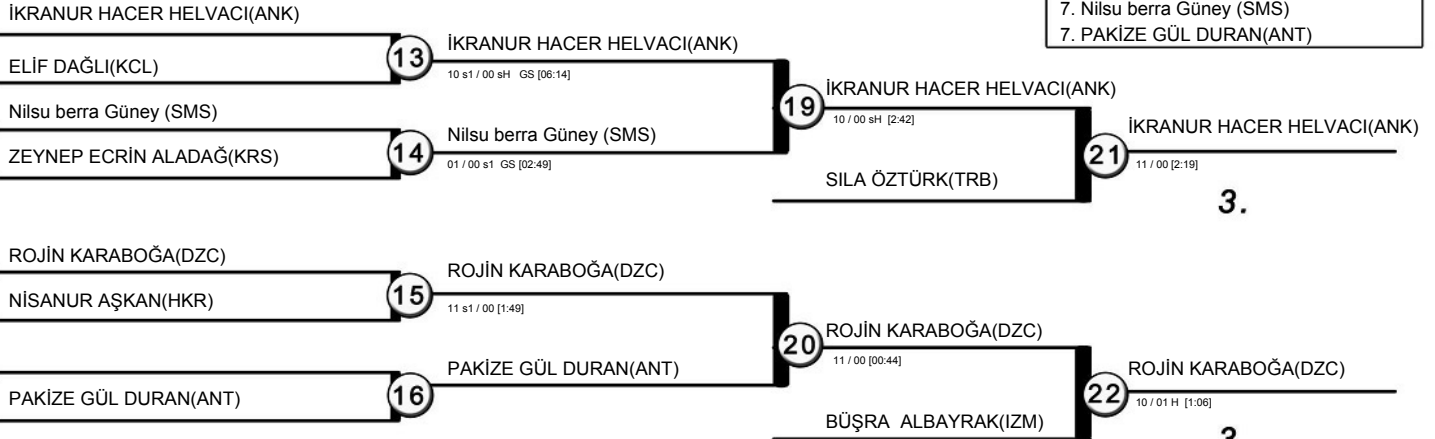 İKRANUR HACER HELVACI(ANK)
7. Nilsu berra Güney (SMS)
7. PAKİZE GÜL DURAN(ANT)
13
İKRANUR HACER HELVACI(ANK)
ELİF DAĞLI(KCL)
10 s1 / 00 sH GS [06:14]
İKRANUR HACER HELVACI(ANK)
19
10 / 00 sH [2:42]
Nilsu berra Güney (SMS)
İKRANUR HACER HELVACI(ANK)
Nilsu berra Güney (SMS)
14
ZEYNEP ECRİN ALADAĞ(KRS)
01 / 00 s1 GS [02:49]
21
11 / 00 [2:19]
SILA ÖZTÜRK(TRB)
3.
ROJİN KARABOĞA(DZC)
ROJİN KARABOĞA(DZC)
15
NİSANUR AŞKAN(HKR)
11 s1 / 00 [1:49]
ROJİN KARABOĞA(DZC)
20
11 / 00 [00:44]
PAKİZE GÜL DURAN(ANT)
ROJİN KARABOĞA(DZC)
16
PAKİZE GÜL DURAN(ANT)
22
10 / 01 H [1:06]
BÜŞRA ALBAYRAK(IZM)
3